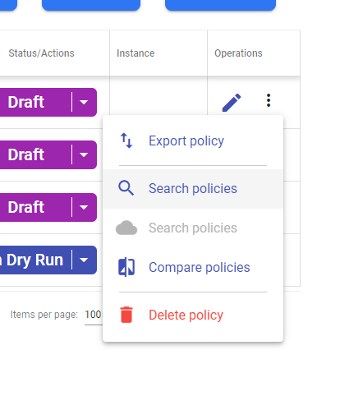 Status/Actions Instance Operations
Draft
Export policy
Draft
Search policies
Draft
Search policies
Dry Run
Compare policies
Items per page: 100
Delete policy